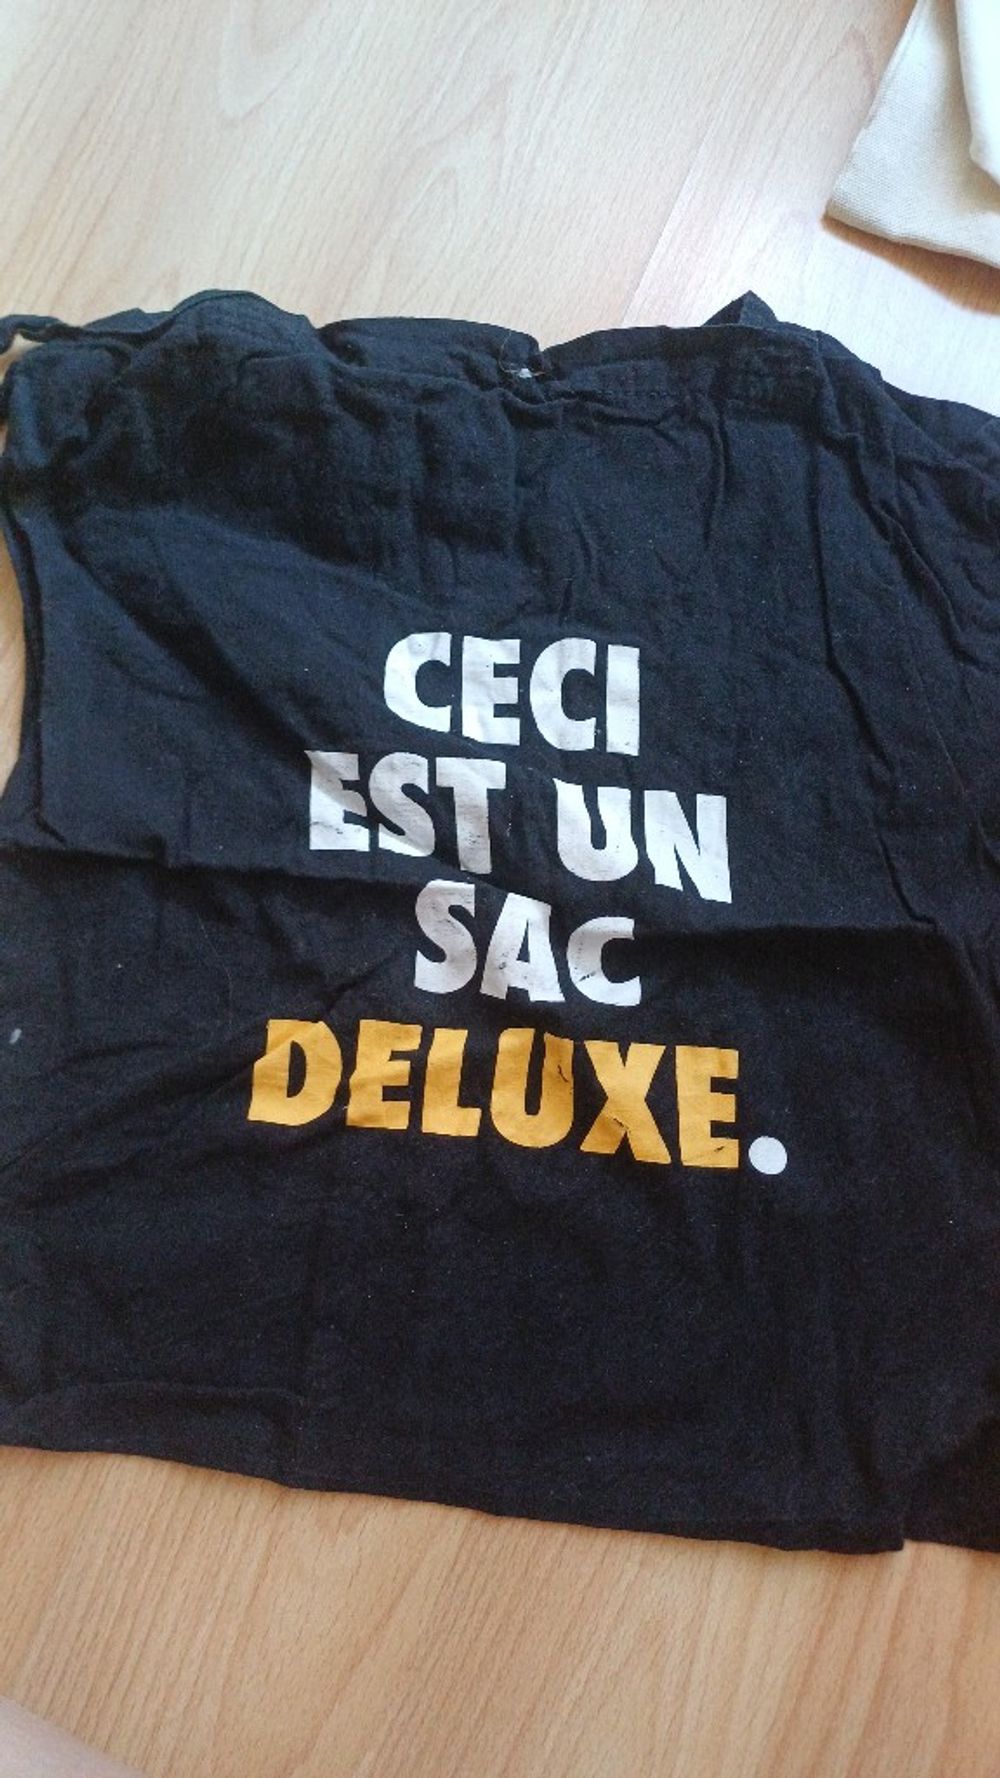 CECI
EST UN
SAC
DELUXE.